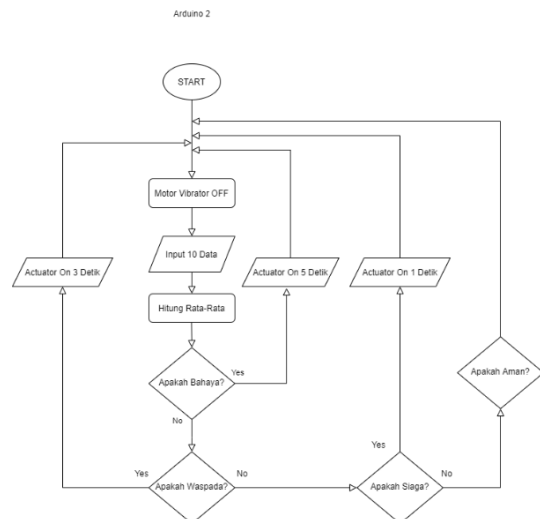 Arduino 2
START
Motor Vibrator OFF
Input 10 Data
Actuator On 3 Detik
Actuator On 5 Detik
Actuator On 1 Detik
Hitung Rata-Rata
Apakah Bahaya?
Yes
No
Apakah Aman?
Yes
Apakah Waspada?
No
Yes
Apakah Siaga?
No